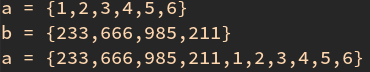 a = {1,2,3,4,5,6}
b = {233,666,985,211}
a = {233,666,985,211,1,2,3,4,5,6}